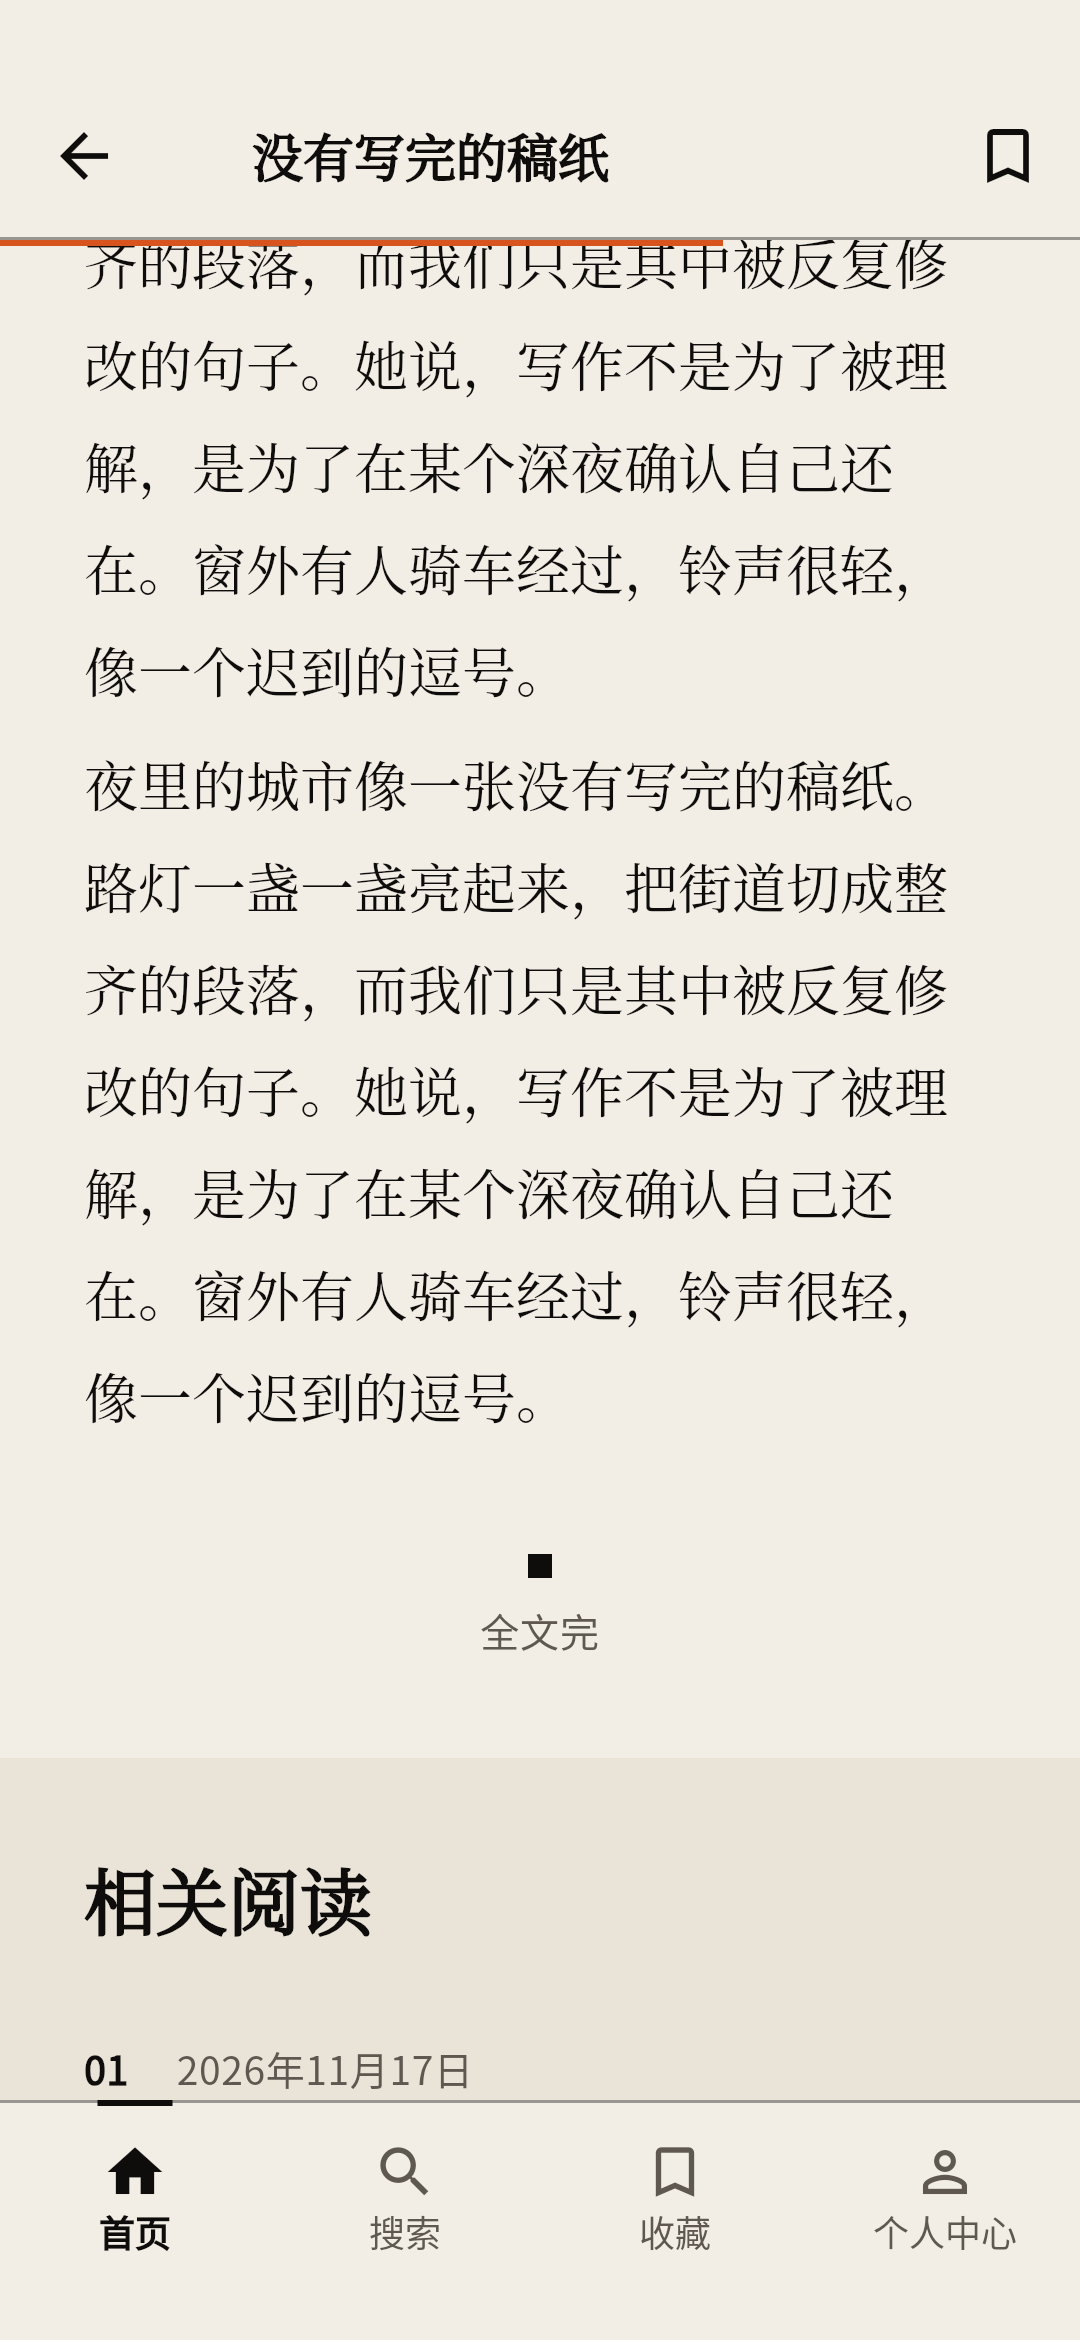 没有写完的稿纸
齐的段落，而我们只是其中被反复修
改的句子。她说，写作不是为了被理
解，是为了在某个深夜确认自己还
在。窗外有人骑车经过，铃声很轻，
像一个迟到的逗号。
夜里的城市像一张没有写完的稿纸。
路灯一盏一盏亮起来，把街道切成整
齐的段落，而我们只是其中被反复修
改的句子。她说，写作不是为了被理
解，是为了在某个深夜确认自己还
在。窗外有人骑车经过，铃声很轻，
像一个迟到的逗号。
全文完
相关阅读
01 2026年11月17日
首页 搜索 收藏 个人中心